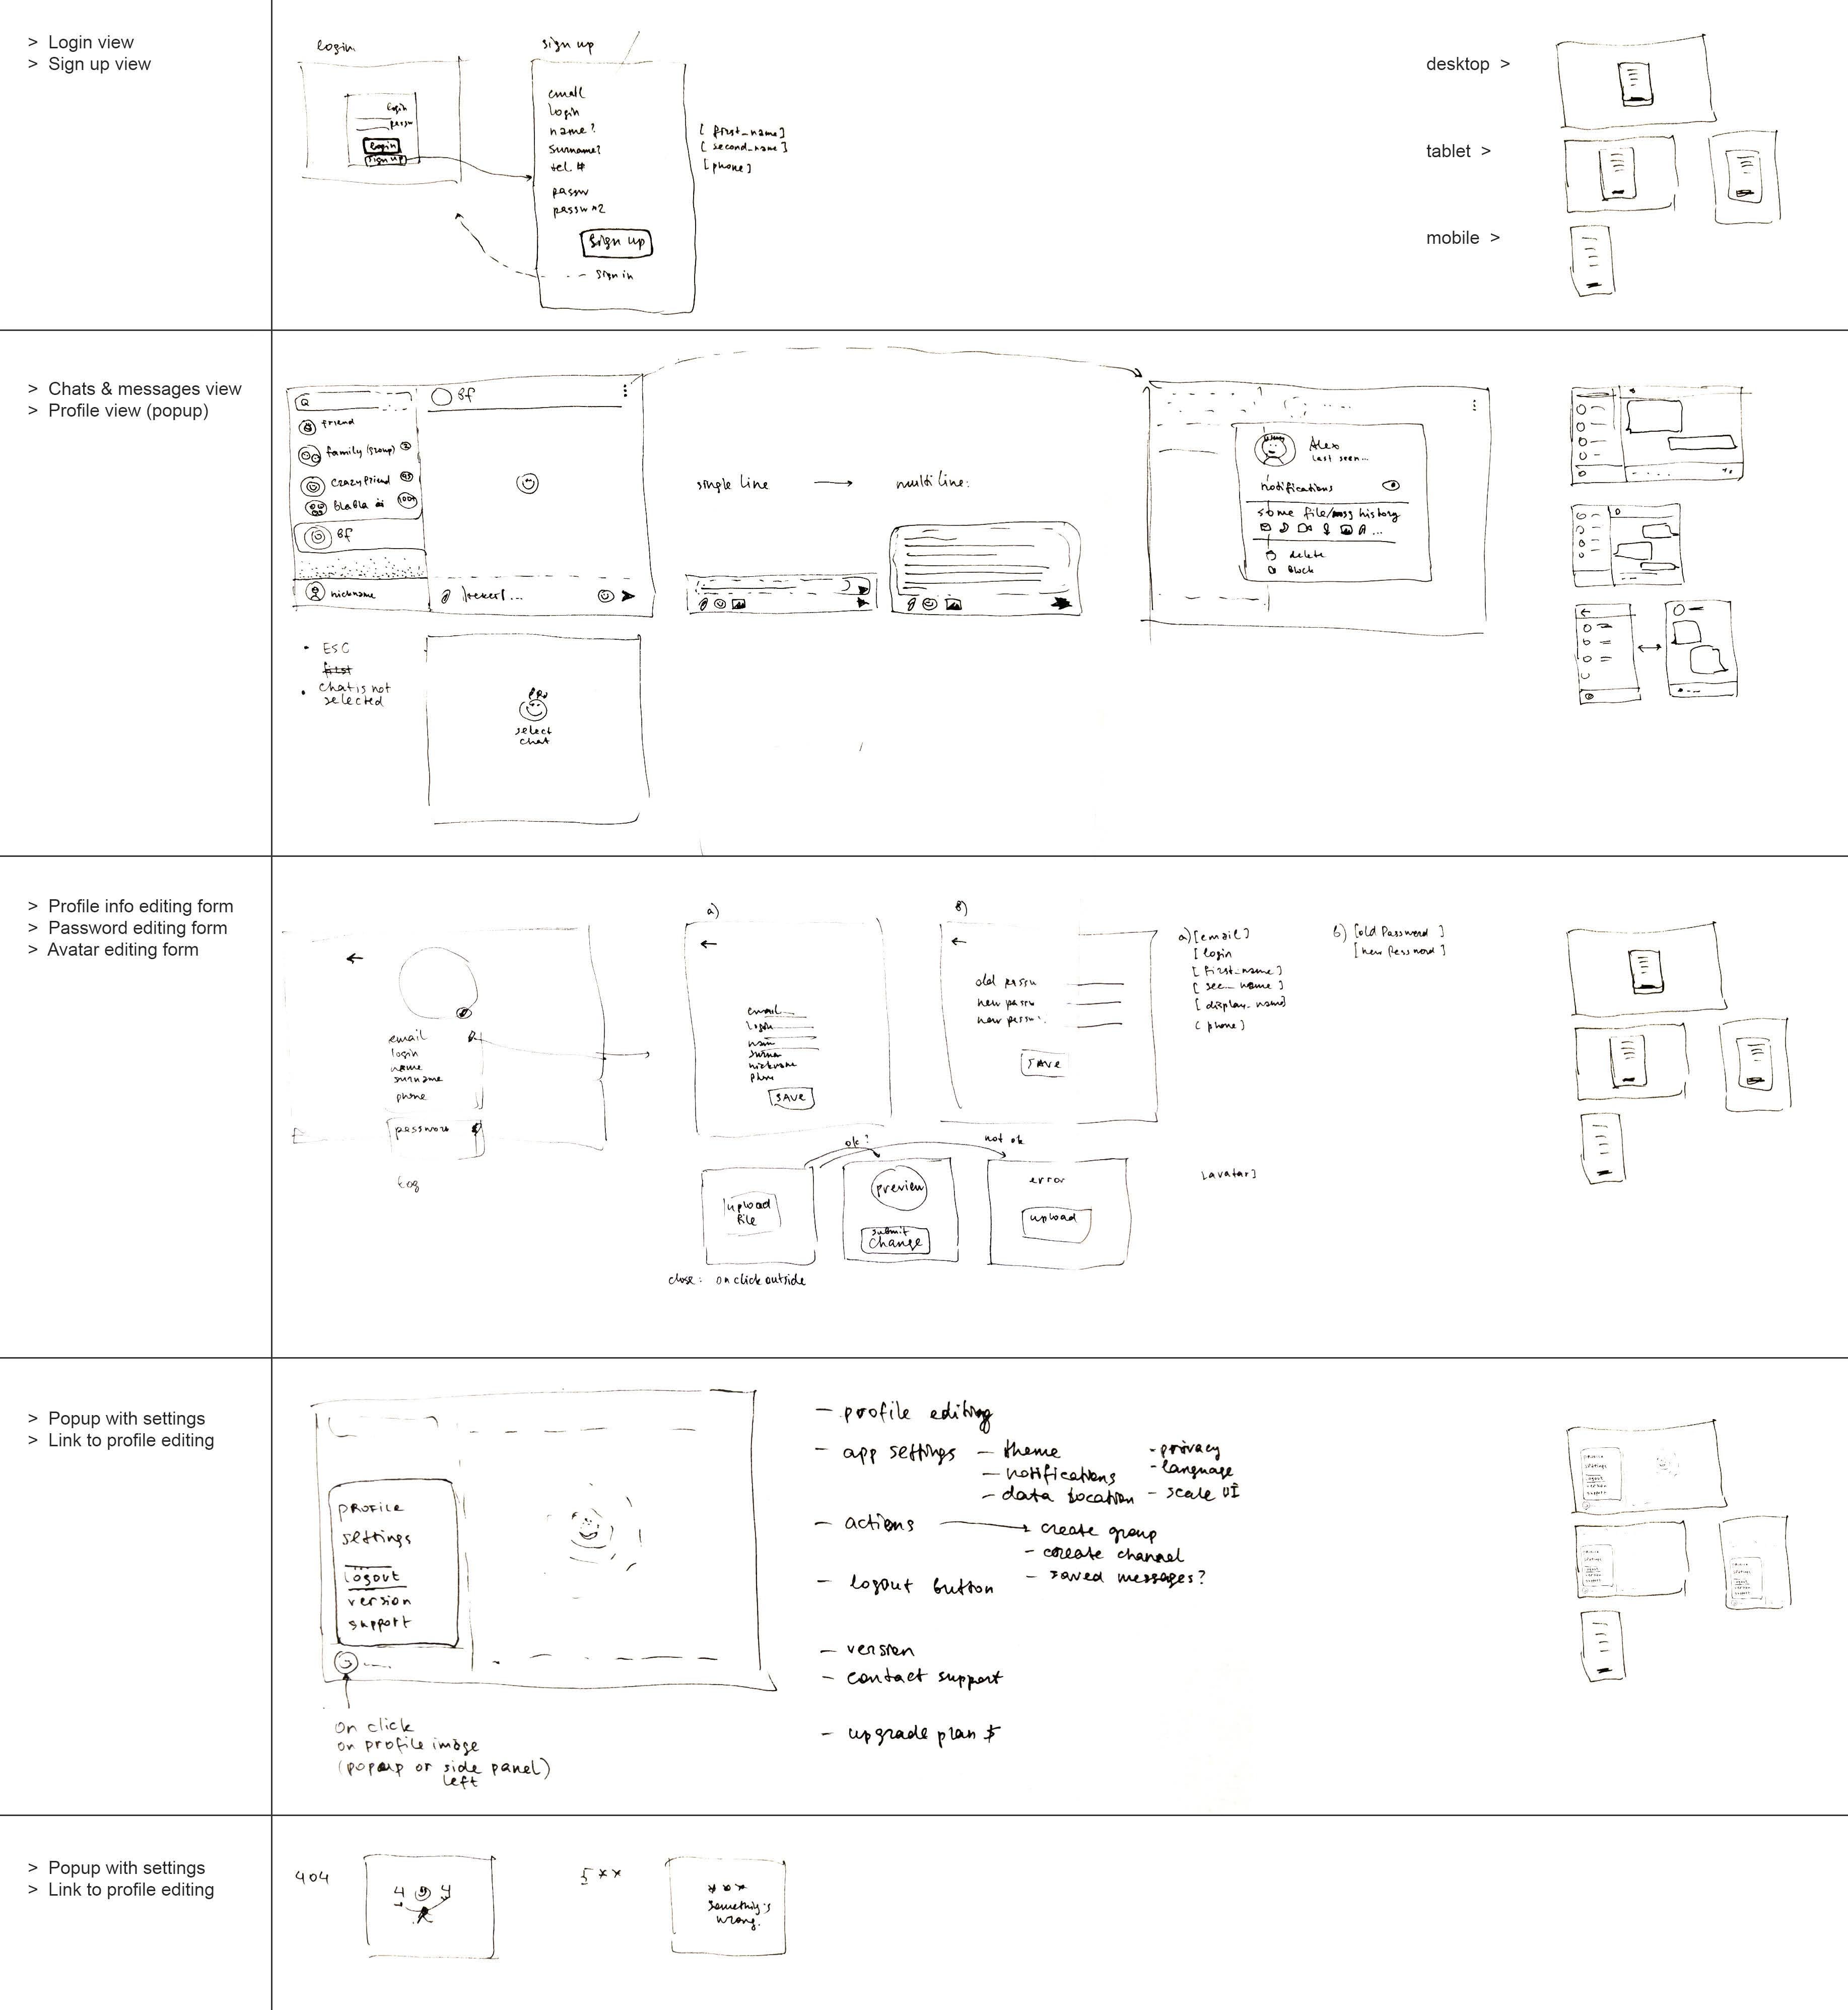 > Login view
> Sign up view
login
login
passw
login
sign up
sign up
email
login
name?
surname?
tel. #
passw
passw n2
Sign up
sign in
[ first_name]
[ second_name ]
[phone]
desktop >
tablet >
mobile >
> Chats & messages view
> Profile view (popup)
friend
family (group)
crazy friend
blabla
100+
Bf
nickname
Bf
single line
multi line:
Alex
last seen...
notifications
some file/msg history
delete
block
• ESC
first
• chat is not
selected
select
chat
> Profile info editing form
> Password editing form
> Avatar editing form
email
login
name
surname
phone
password
a)
email
login
name
surna
nickname
phone
SAVE
B)
old passw
new passw
new passw.
SAVE
a) [email]
[ login
[ first_name ]
[ sec_name ]
[ display_name]
( phone ]
b) [old Password ]
[ new Password ]
ok?
not ok
upload
file
preview
submit
change
error
upload
[avatar]
close: on click outside
> Popup with settings
> Link to profile editing
PROFILE
settings
logout
version
support
On click
on profile image
(popup or side panel)
left
– profile editing
– app settings – theme - privacy
– notifications - language
– data location - scale UI
– actions create group
- create channel
– logout button - saved messages?
– version
– contact support
– upgrade plan $
> Popup with settings
> Link to profile editing
404
4 4
5**
***
Something's
wrong.